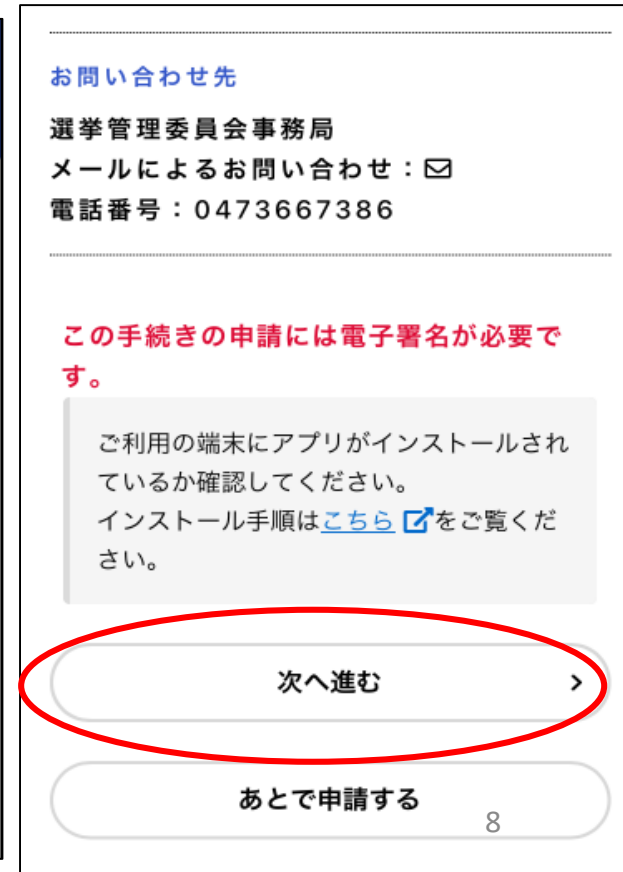 お問い合わせ先
選挙管理委員会事務局
メールによるお問い合わせ：
電話番号：0473667386
この手続きの申請には電子署名が必要で
す。
ご利用の端末にアプリがインストールされ
ているか確認してください。
インストール手順はこちら をご覧くだ
さい。
次へ進む
あとで申請する
8